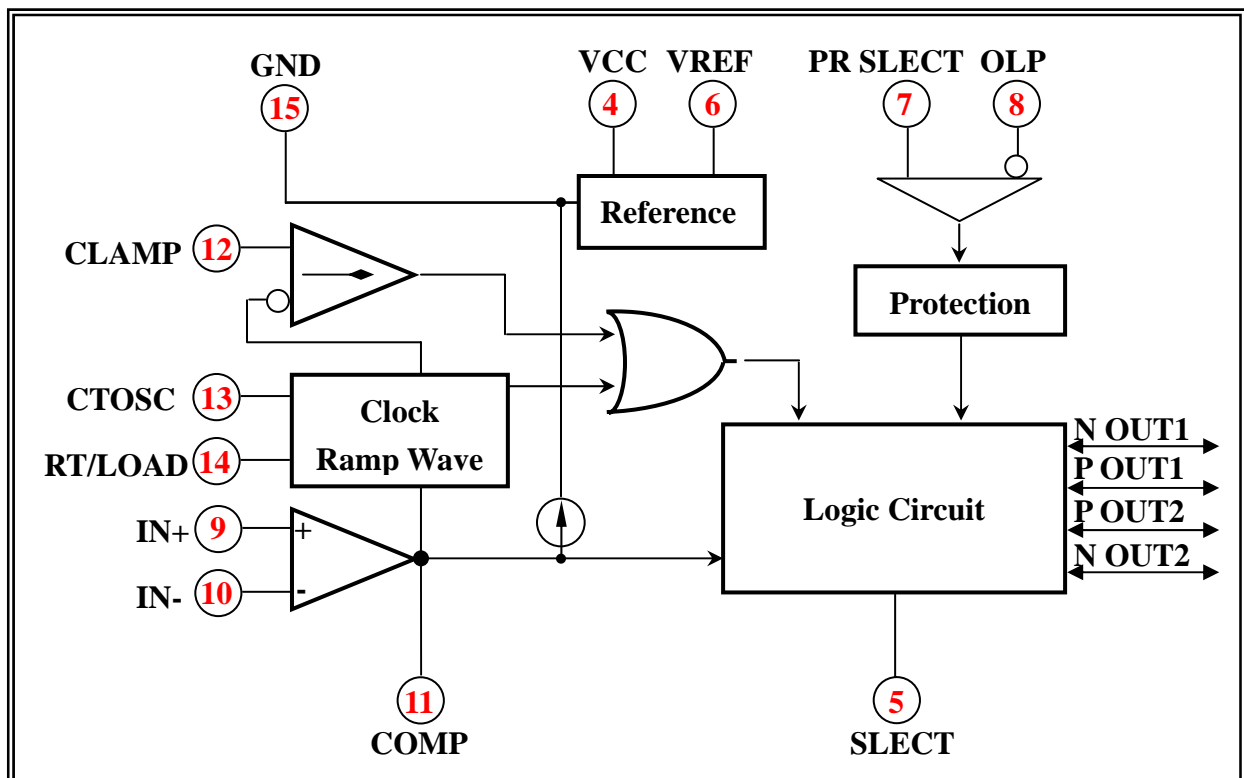 GND
VCC
VREF
PR SLECT
OLP
15
4
6
7
8
Reference
CLAMP
12
Protection
CTOSC
13
Clock
Ramp Wave
RT/LOAD
14
N OUT1
P OUT1
P OUT2
N OUT2
Logic Circuit
IN+
9
+
IN-
10
-
11
COMP
5
SLECT